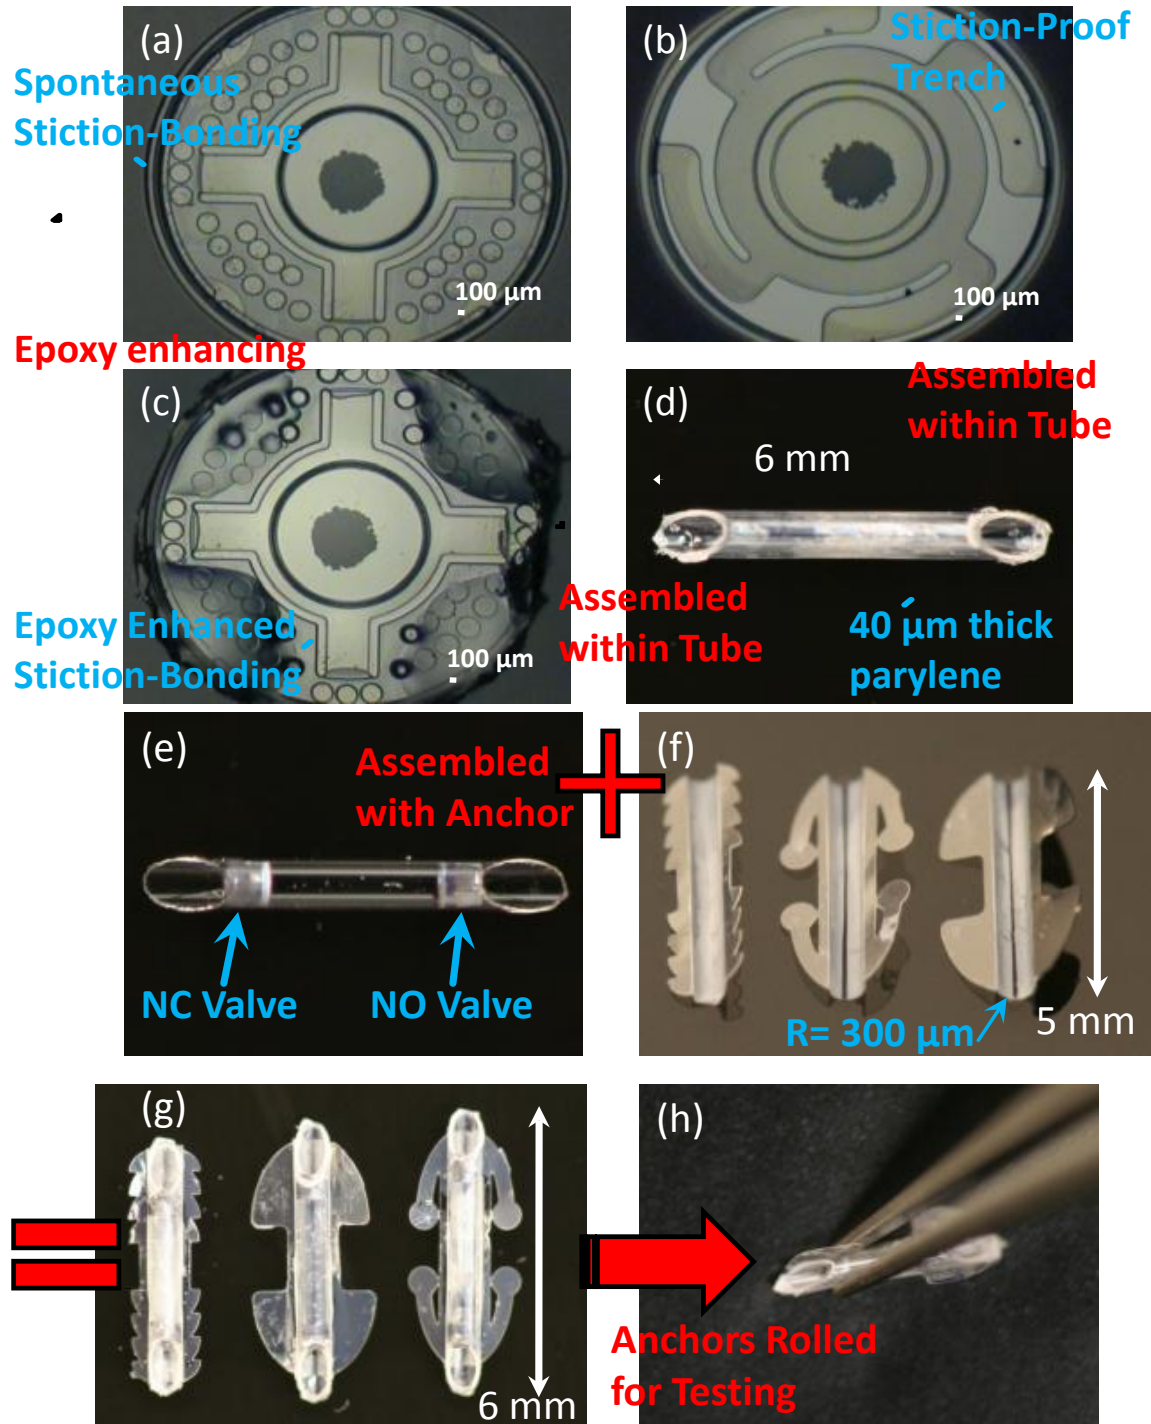 (a)
Spontaneous
Stiction-Bonding
100 µm
(b)
Stiction-Proof
Trench
100 µm
Epoxy enhancing
(c)
Epoxy Enhanced
Stiction-Bonding
100 µm
Assembled
within Tube
(d)
Assembled
within Tube
6 mm
40 µm thick
parylene
(e)
Assembled
with Anchor
NC Valve
NO Valve
(f)
R= 300 µm
5 mm
(g)
6 mm
(h)
Anchors Rolled
for Testing